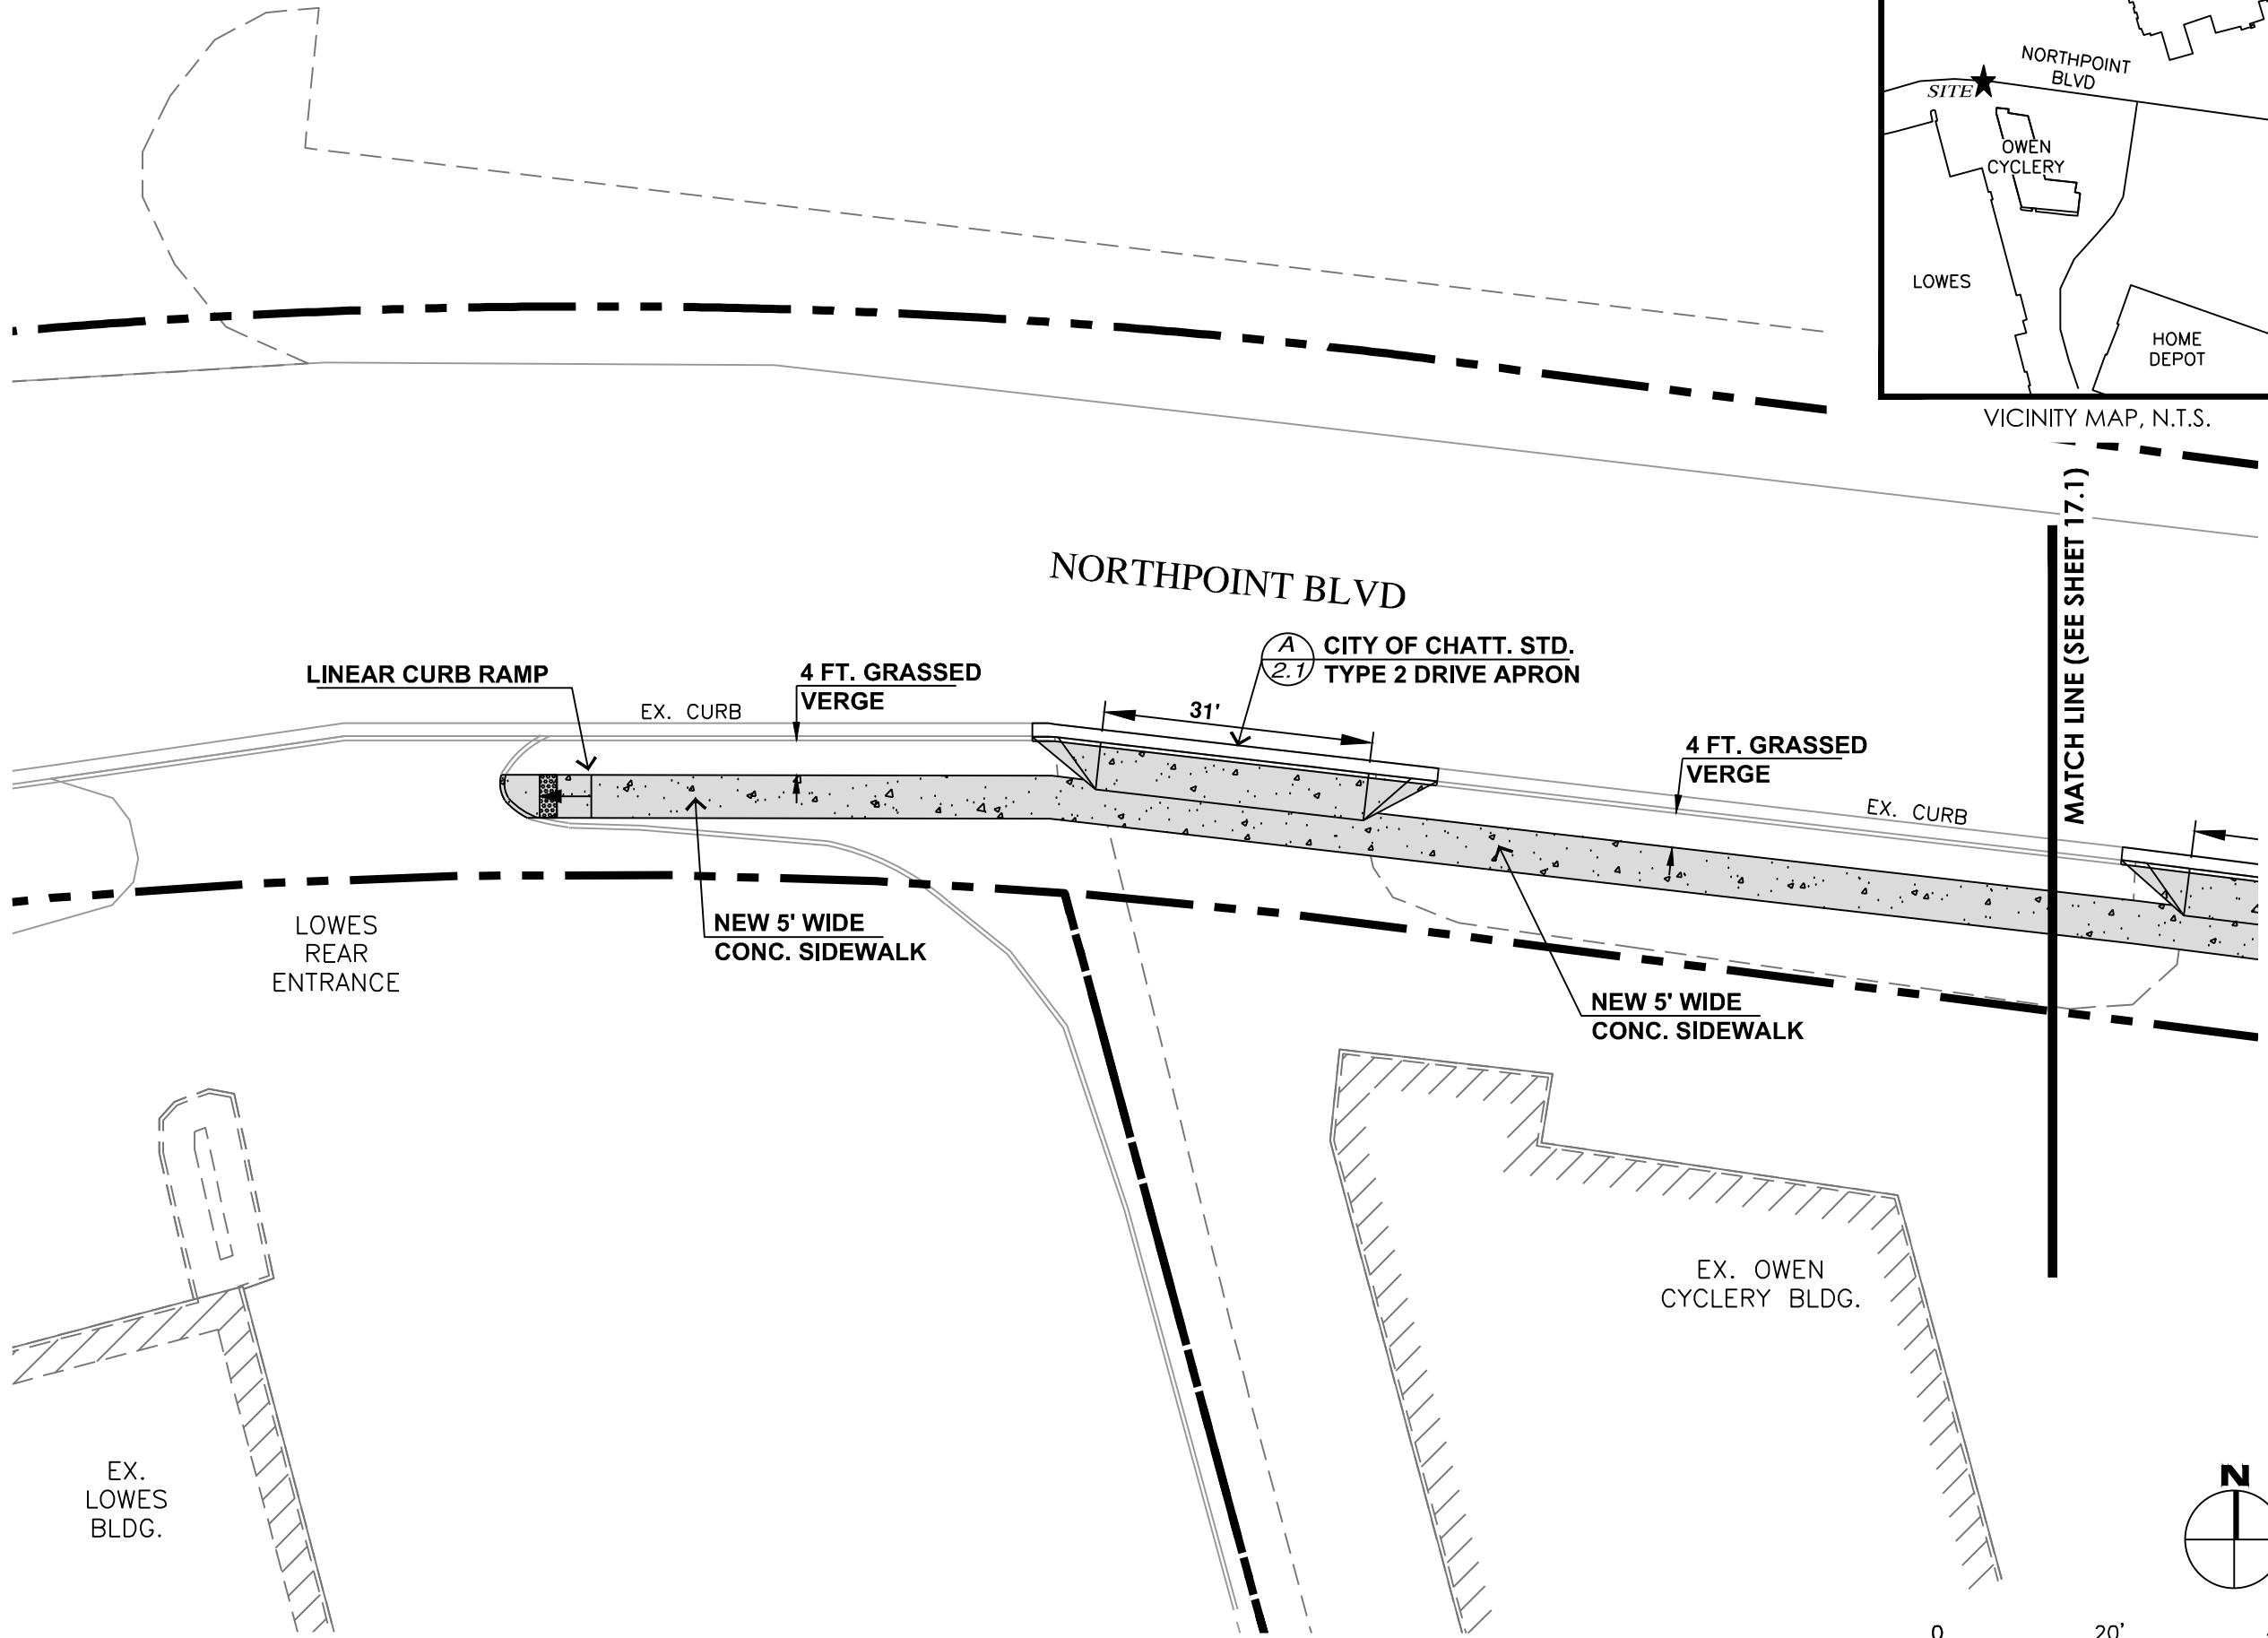 NORTHPOINT
BLVD
SITE
OWEN
CYCLERY
LOWES
HOME
DEPOT
VICINITY MAP, N.T.S.
MATCH LINE (SEE SHEET 17.1)
NORTHPOINT BLVD
LINEAR CURB RAMP
4 FT. GRASSED
VERGE
EX. CURB
A
2.1
CITY OF CHATT. STD.
TYPE 2 DRIVE APRON
31'
4 FT. GRASSED
VERGE
EX. CURB
LOWES
REAR
ENTRANCE
NEW 5' WIDE
CONC. SIDEWALK
NEW 5' WIDE
CONC. SIDEWALK
EX. OWEN
CYCLERY BLDG.
EX.
LOWES
BLDG.
N
0 20'